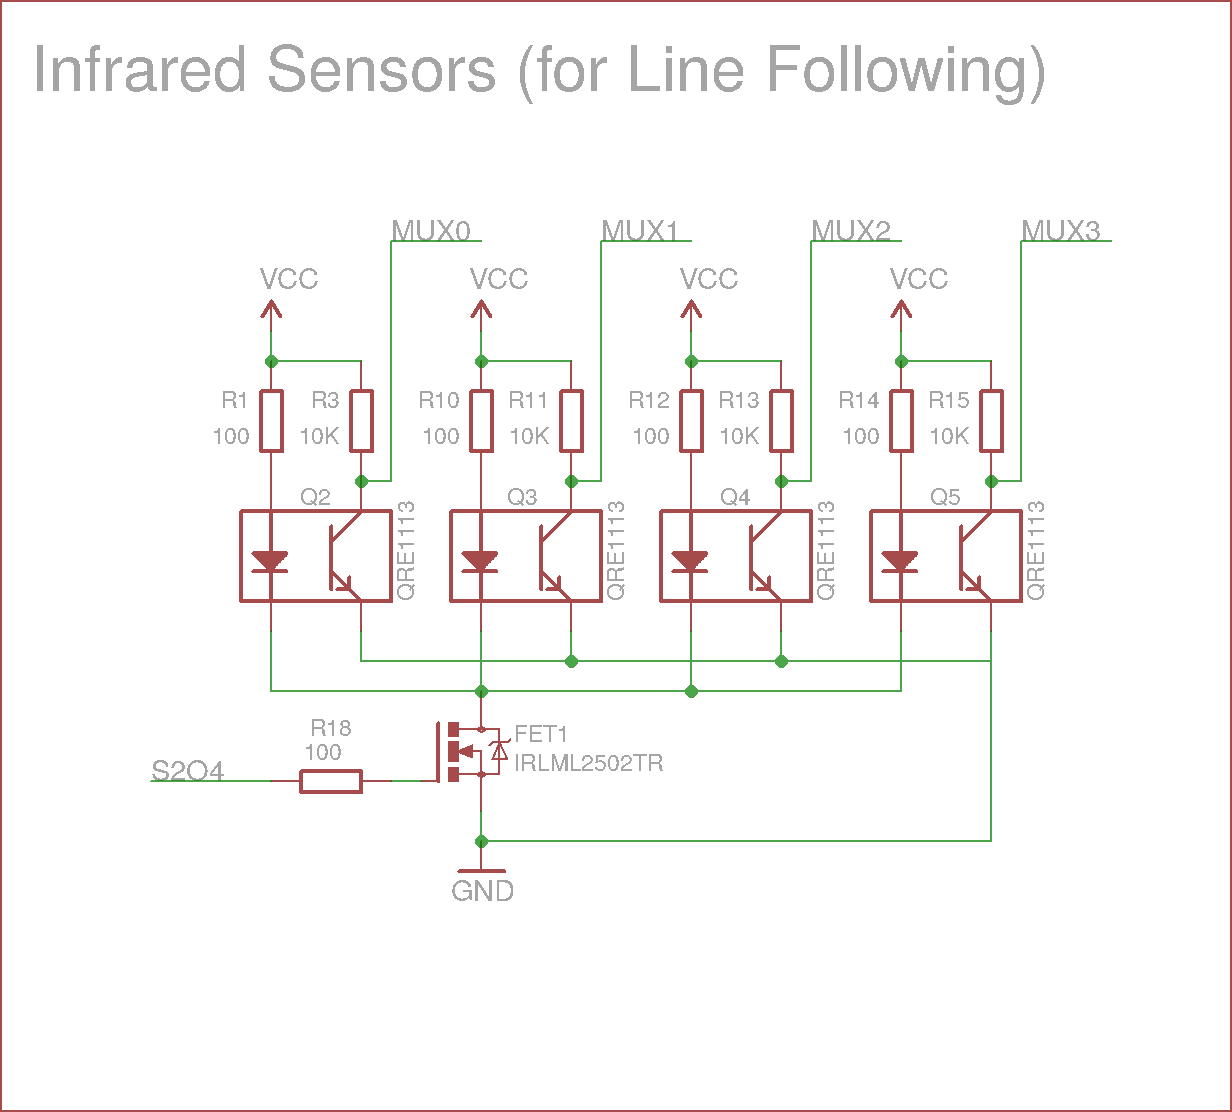 Infrared Sensors (for Line Following)
MUX0 MUX1 MUX2 MUX3
VCC VCC VCC VCC
R1 R3 R10 R11 R12 R13 R14 R15
100 10K 100 10K 100 10K 100 10K
Q2 Q3 Q4 Q5
QRE1113 QRE1113 QRE1113 QRE1113
R18 FET1
100
IRLML2502TR
S2O4
GND